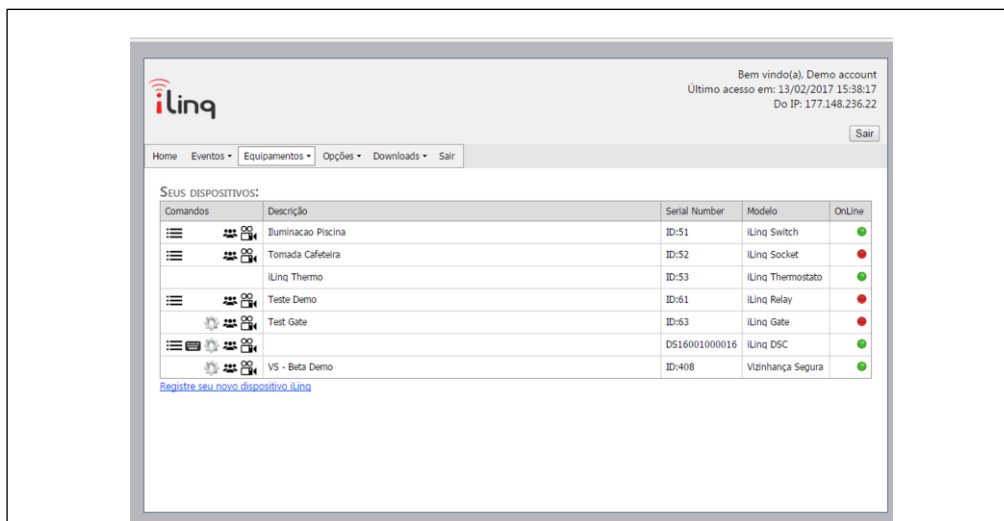 iLinq
Bem vindo(a), Demo account
Último acesso em: 13/02/2017 15:38:17
Do IP: 177.148.236.22
Sair
Home Eventos Equipamentos Opções Downloads Sair
SEUS DISPOSITIVOS:
Comandos Descrição Serial Number Modelo OnLine
Iluminacao Piscina ID:51 iLinq Switch
Tomada Cafeteira ID:52 iLinq Socket
iLinq Thermo ID:53 iLinq Thermostato
Teste Demo ID:61 iLinq Relay
Test Gate ID:63 iLinq Gate
DS16001000016 iLinq DSC
VS - Beta Demo ID:408 Vizinhança Segura
Registre seu novo dispositivo iLinq